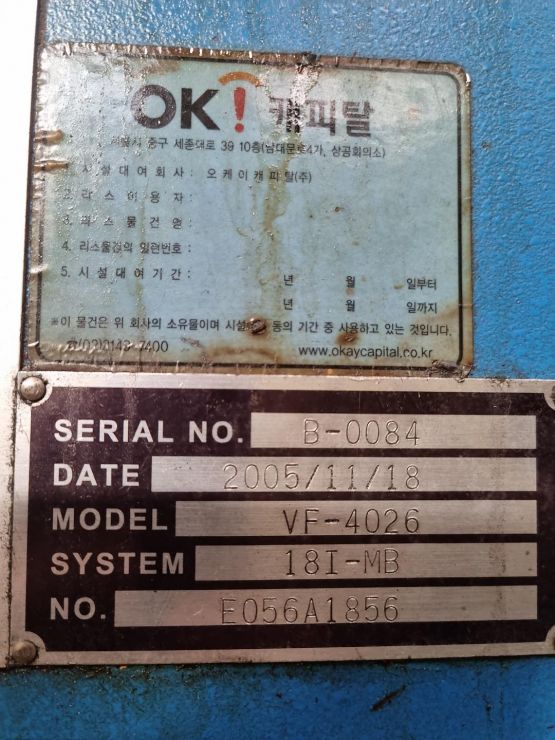 OK! 캐피탈
중구 세종대로 39 10층(남대문로4가, 상공회의소)
시설대여회사 : 오케이캐피탈(주)
2. 리스이용자 :
3. 리스물건명 :
4. 리스물건의 일련번호 :
5. 시설대여기간 : 년 월 일부터
년 월 일까지
※이 물건은 위 회사의 소유물이며 동의 기간 중 사용하고 있는 것입니다.
www.okaycapital.co.kr
SERIAL NO. B-0084
DATE 2005/11/18
MODEL VF-4026
SYSTEM 18I-MB
NO. E056A1856